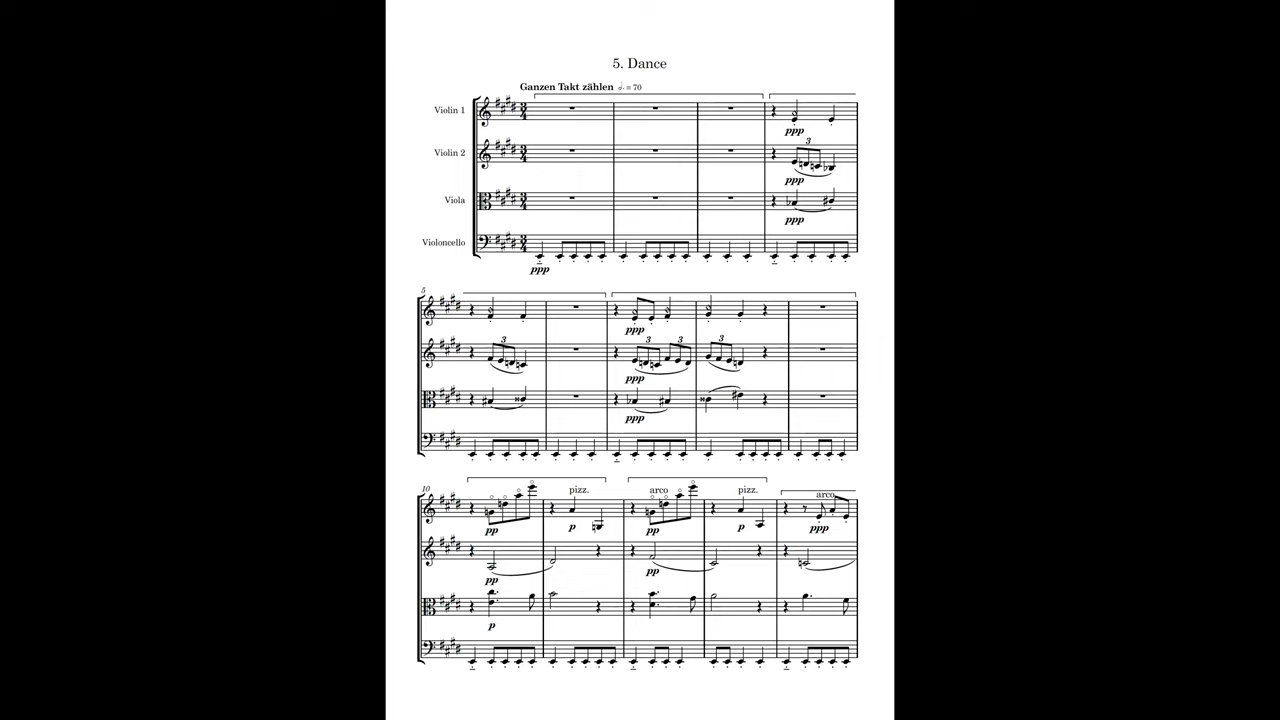 5. Dance
Ganzen Takt zählen 𝅗𝅥. = 70
Violin 1
ppp
3
Violin 2
ppp
Viola
ppp
Violoncello
ppp
5
ppp
3 3 3
ppp
ppp
10
pizz. arco pizz. arco
pp p pp p ppp
pp pp
p